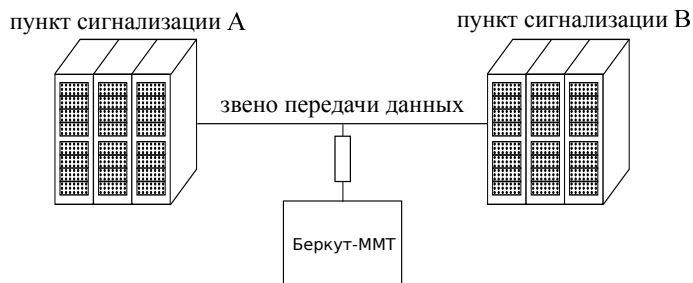 пункт сигнализации A
пункт сигнализации B
звено передачи данных
Беркут-ММТ